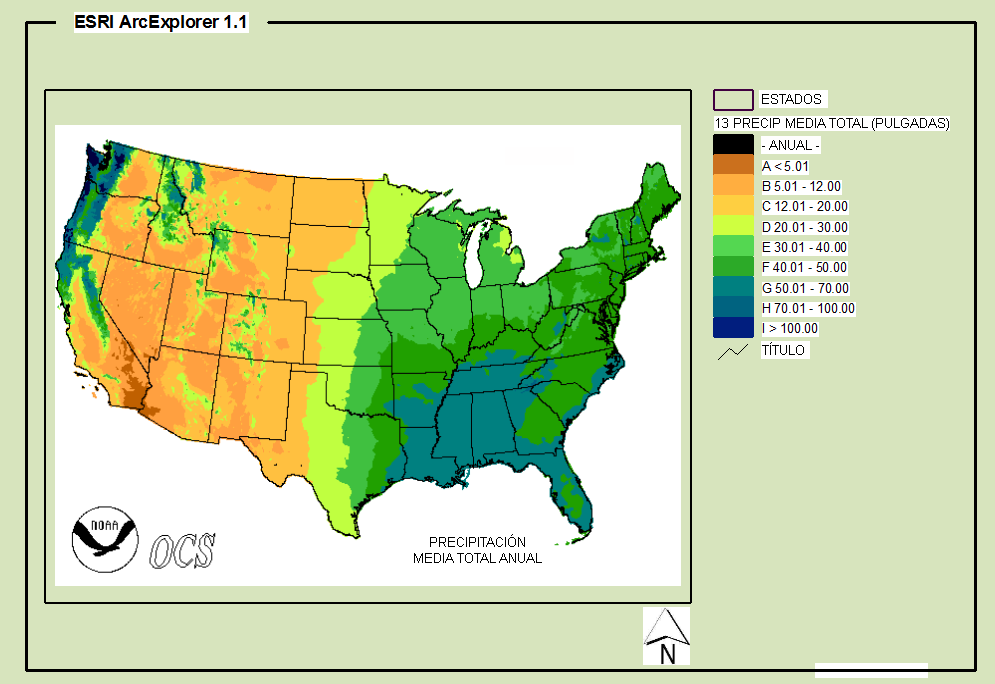 ESRI ArcExplorer 1.1
ESTADOS
13 PRECIP MEDIA TOTAL (PULGADAS)
- ANUAL -
A < 5.01
B 5.01 - 12.00
C 12.01 - 20.00
D 20.01 - 30.00
E 30.01 - 40.00
F 40.01 - 50.00
G 50.01 - 70.00
H 70.01 - 100.00
I > 100.00
TÍTULO
NOAA
OCS
PRECIPITACIÓN
MEDIA TOTAL ANUAL
N